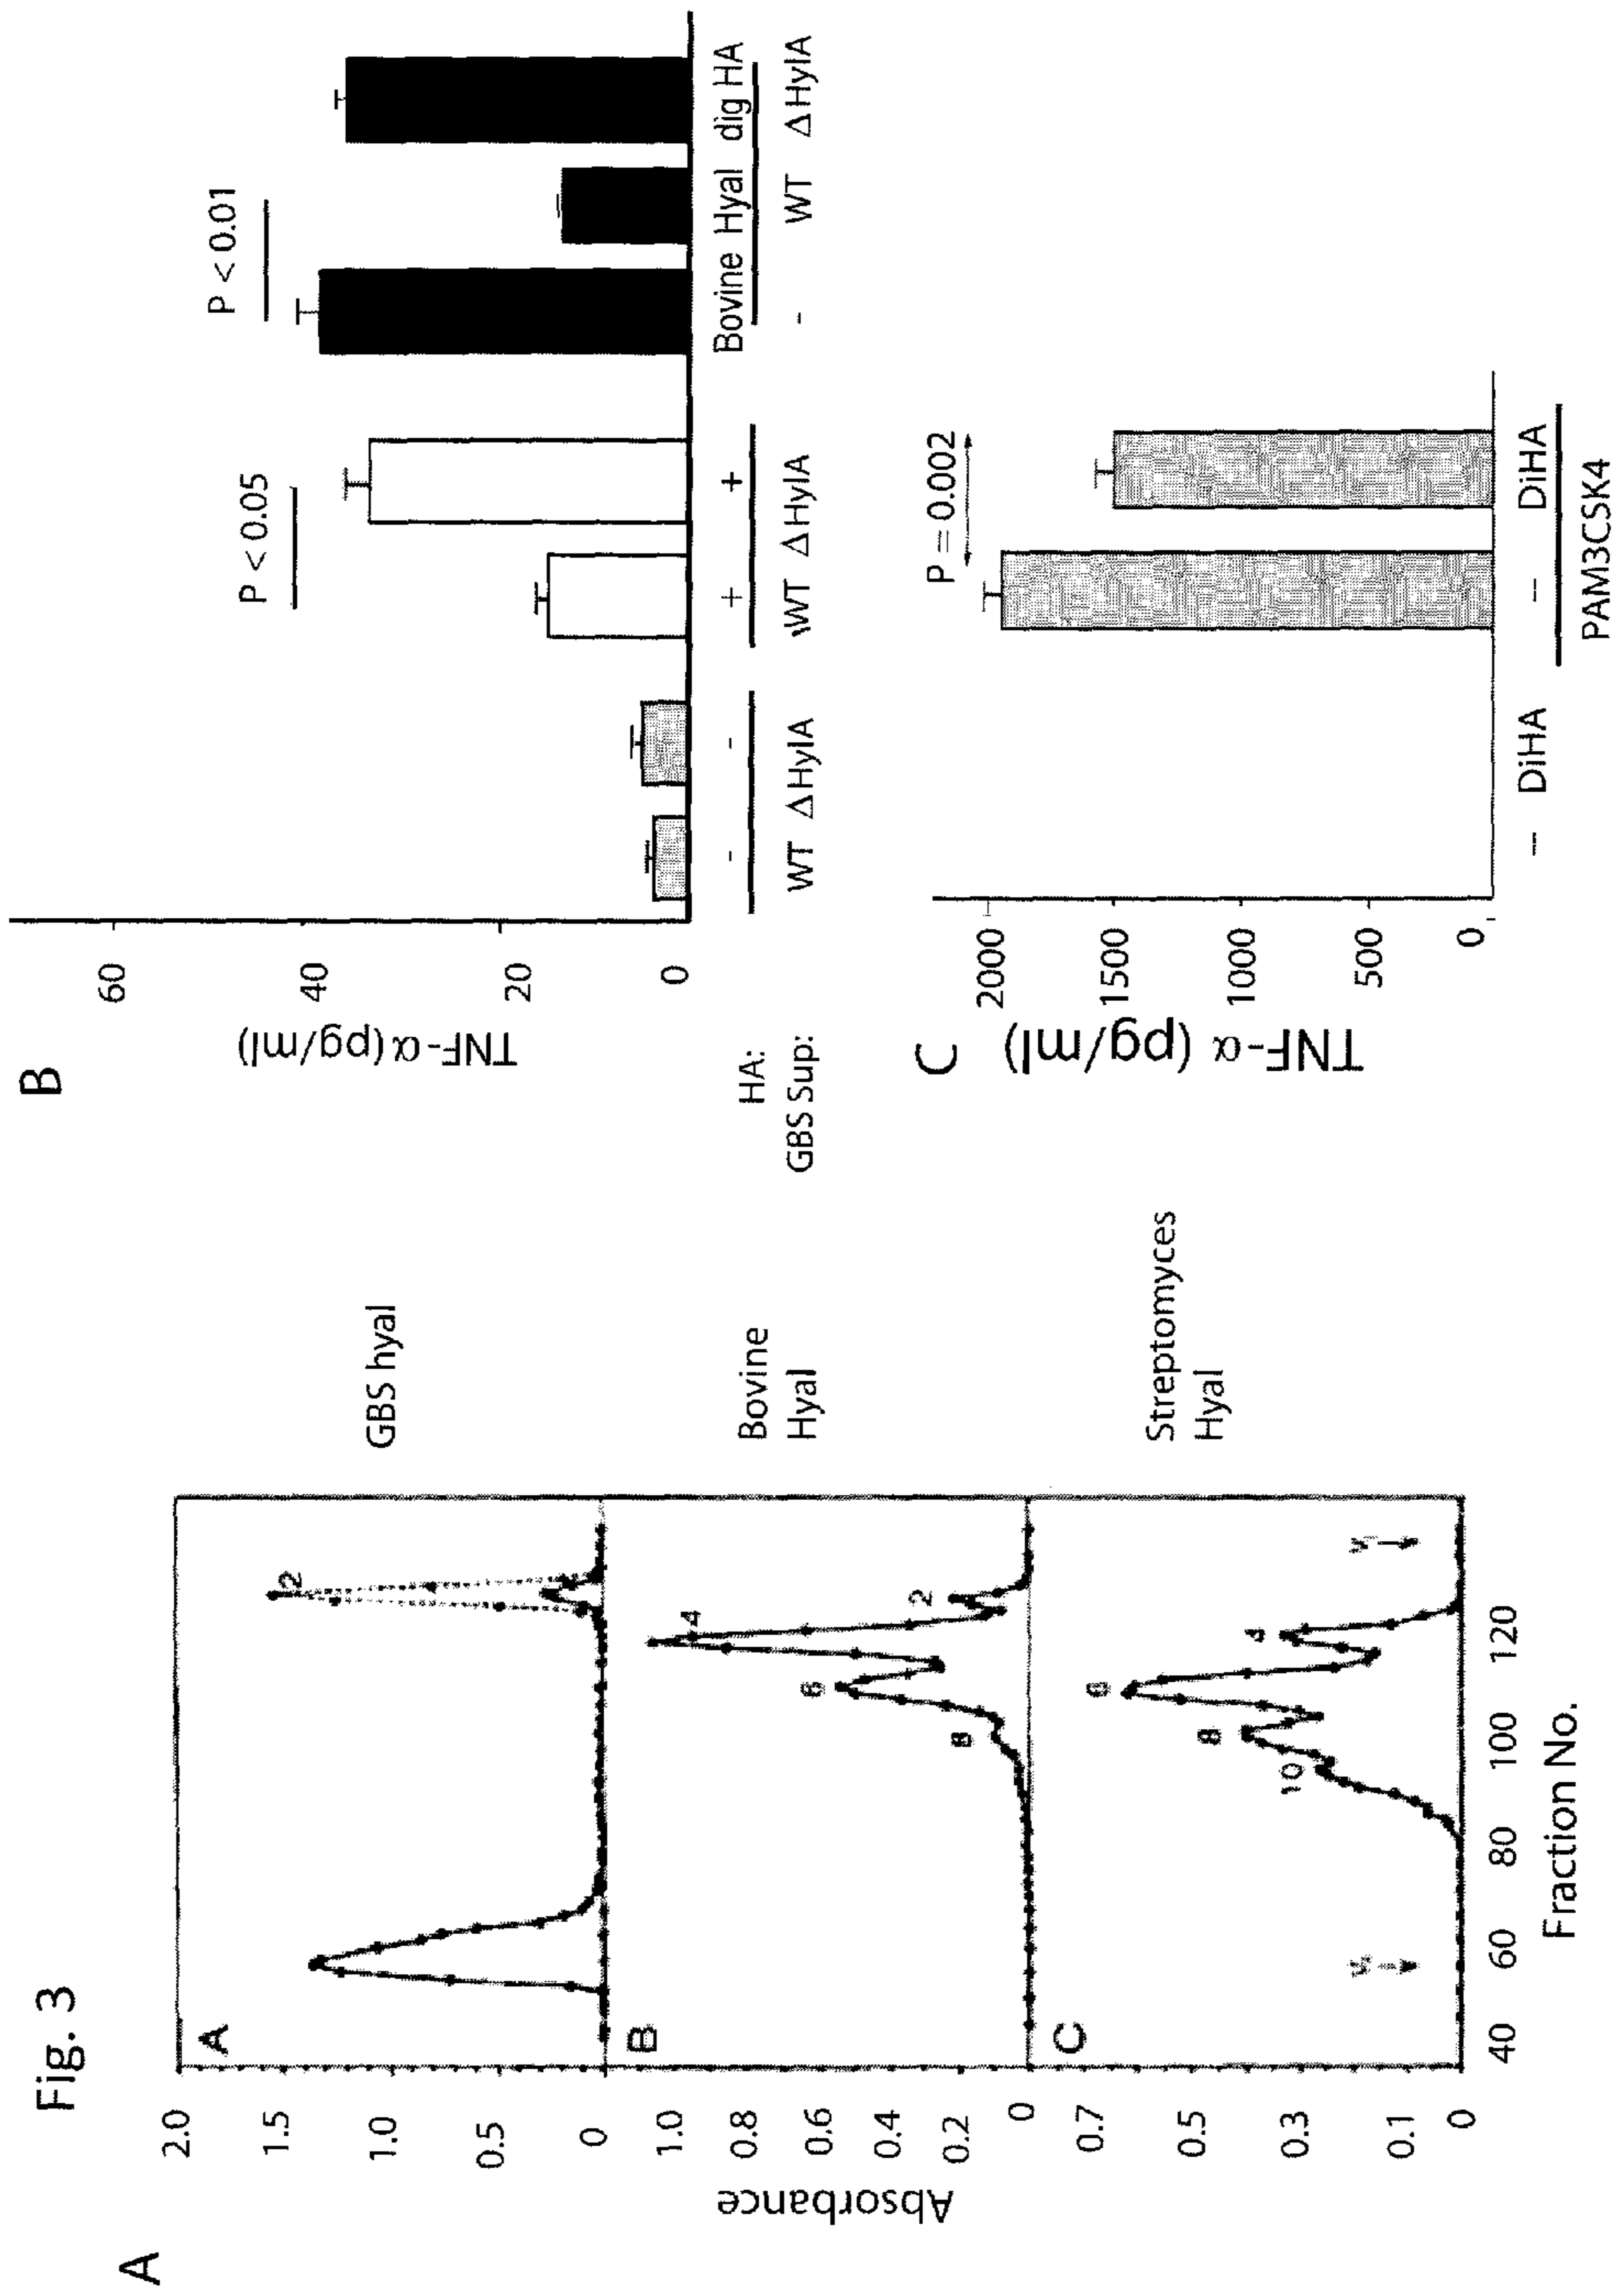 Fig. 3
A
Absorbance
2.0
1.5
1.0
0.5
0
A
2
GBS hyal
1.0
0.8
0.6
0.4
0.2
0
B
8
6
4
2
Bovine
Hyal
0.7
0.5
0.3
0.1
0
C
10
8
6
4
Streptomyces
Hyal
40 60 80 100 120
Fraction No.
B
TNF-α (pg/ml)
60
40
20
0
P < 0.05
P < 0.01
HA: - - + + Bovine Hyal dig HA
GBS Sup: WT ΔHylA WT ΔHylA - WT ΔHylA
C
TNF-α (pg/ml)
2000
1500
1000
500
0
P = 0.002
-- DiHA -- DiHA
PAM3CSK4